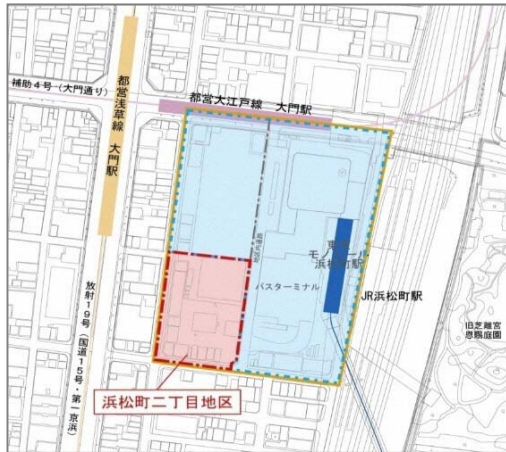 補助4号(大門通り)
都営大江戸線 大門駅
都営浅草線 大門駅
東京
モノレール
浜松町駅
バスターミナル
JR浜松町駅
旧芝離宮
恩賜庭園
放射19号(国道15号・第一京浜)
浜松町二丁目地区